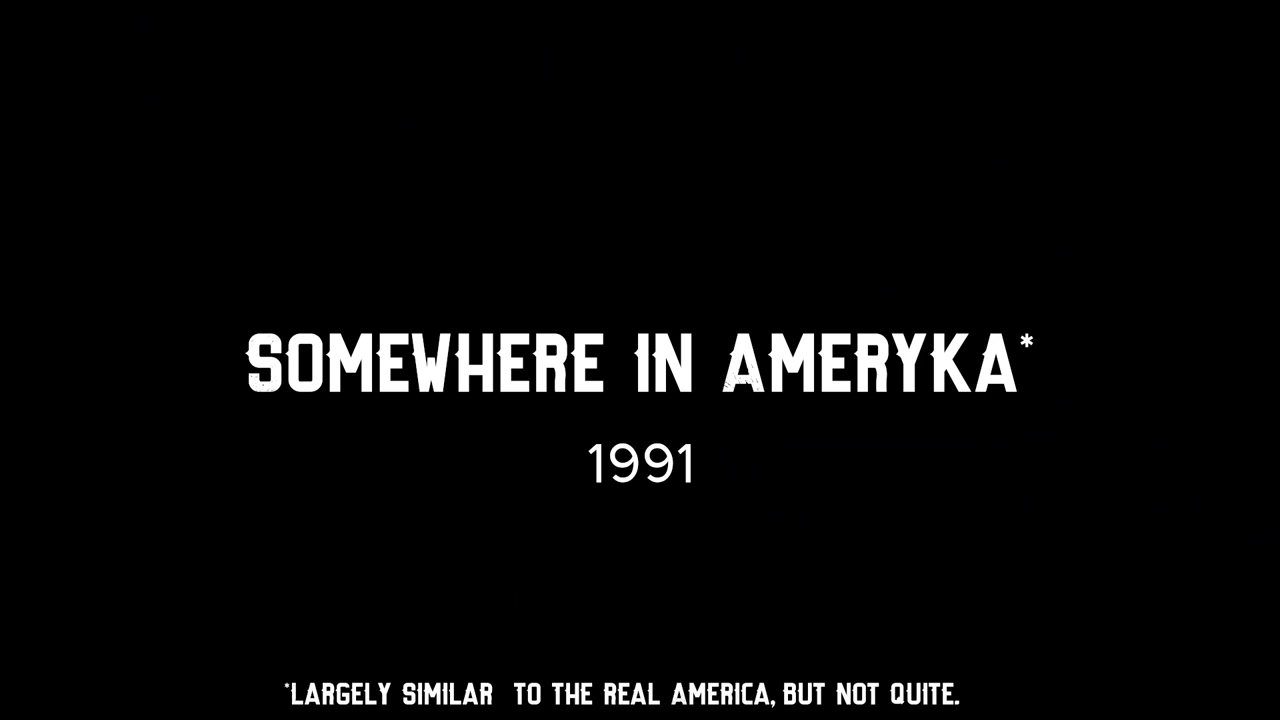 SOMEWHERE IN AMERYKA*
1991
*LARGELY SIMILAR TO THE REAL AMERICA, BUT NOT QUITE.